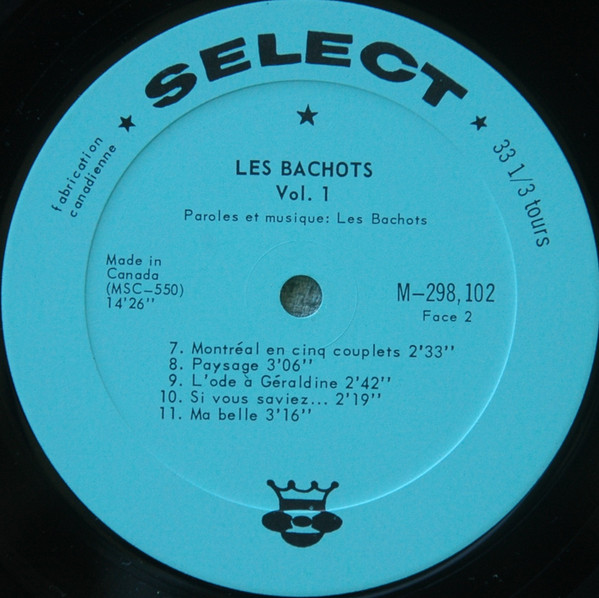 SELECT
fabrication
canadienne
33 1/3 tours
LES BACHOTS
Vol. 1
Paroles et musique: Les Bachots
Made in
Canada
(MSC-550)
14'26''
M-298,102
Face 2
7. Montréal en cinq couplets 2'33''
8. Paysage 3'06''
9. L'ode à Géraldine 2'42''
10. Si vous saviez... 2'19''
11. Ma belle 3'16''